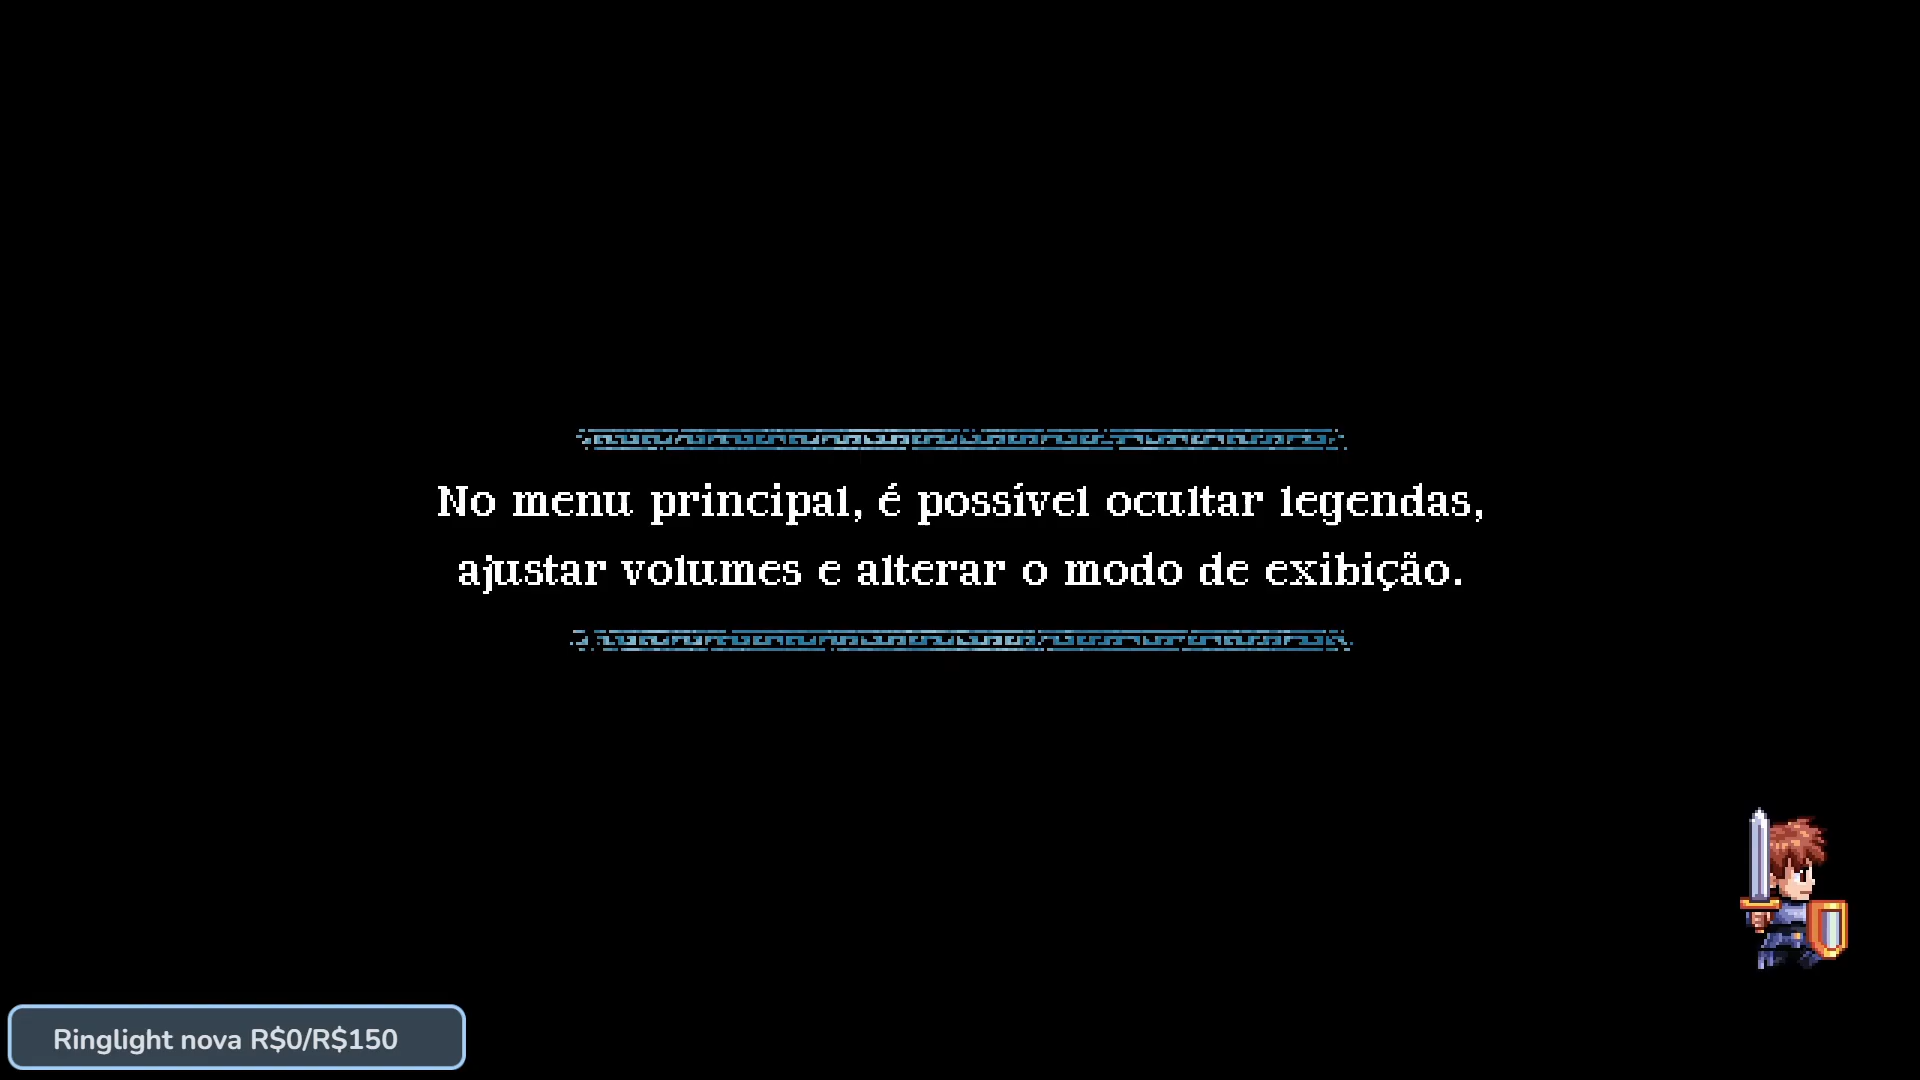 No menu principal, é possível ocultar legendas,
ajustar volumes e alterar o modo de exibição.
Ringlight nova R$0/R$150